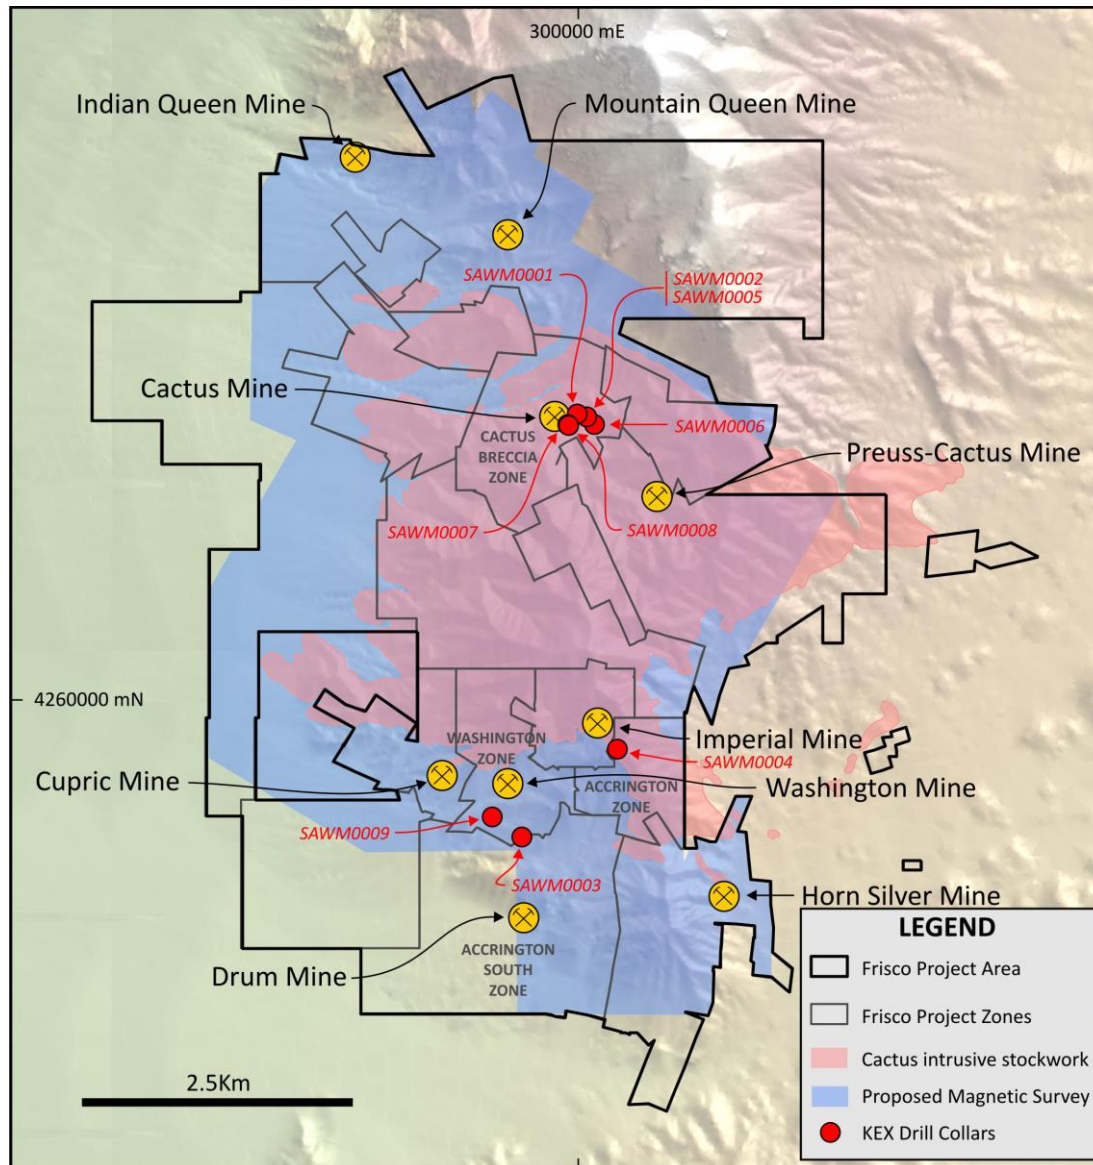 300000 mE
Indian Queen Mine
Mountain Queen Mine
SAWM0001
SAWM0002
SAWM0005
Cactus Mine
SAWM0006
CACTUS
BRECCIA
ZONE
Preuss-Cactus Mine
SAWM0007
SAWM0008
4260000 mN
WASHINGTON
ZONE
Imperial Mine
SAWM0004
Cupric Mine
ACCRINGTON
ZONE
Washington Mine
SAWM0009
SAWM0003
Horn Silver Mine
Drum Mine
ACCRINGTON
SOUTH
ZONE
LEGEND
Frisco Project Area
Frisco Project Zones
Cactus intrusive stockwork
Proposed Magnetic Survey
KEX Drill Collars
2.5Km